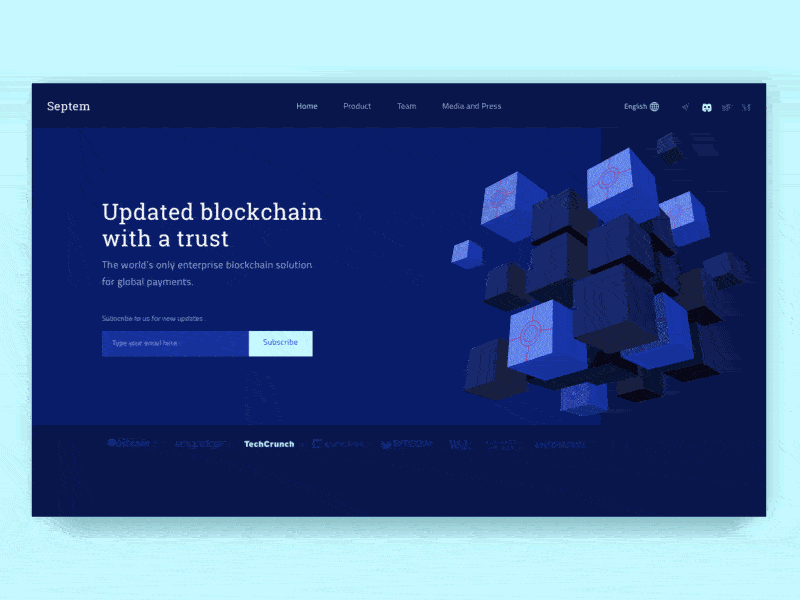 Septem
Home Product Team Media and Press
English
Updated blockchain
with a trust
The world's only enterprise blockchain solution
for global payments.
Subscribe to us for new updates
Type your email here
Subscribe
TechCrunch